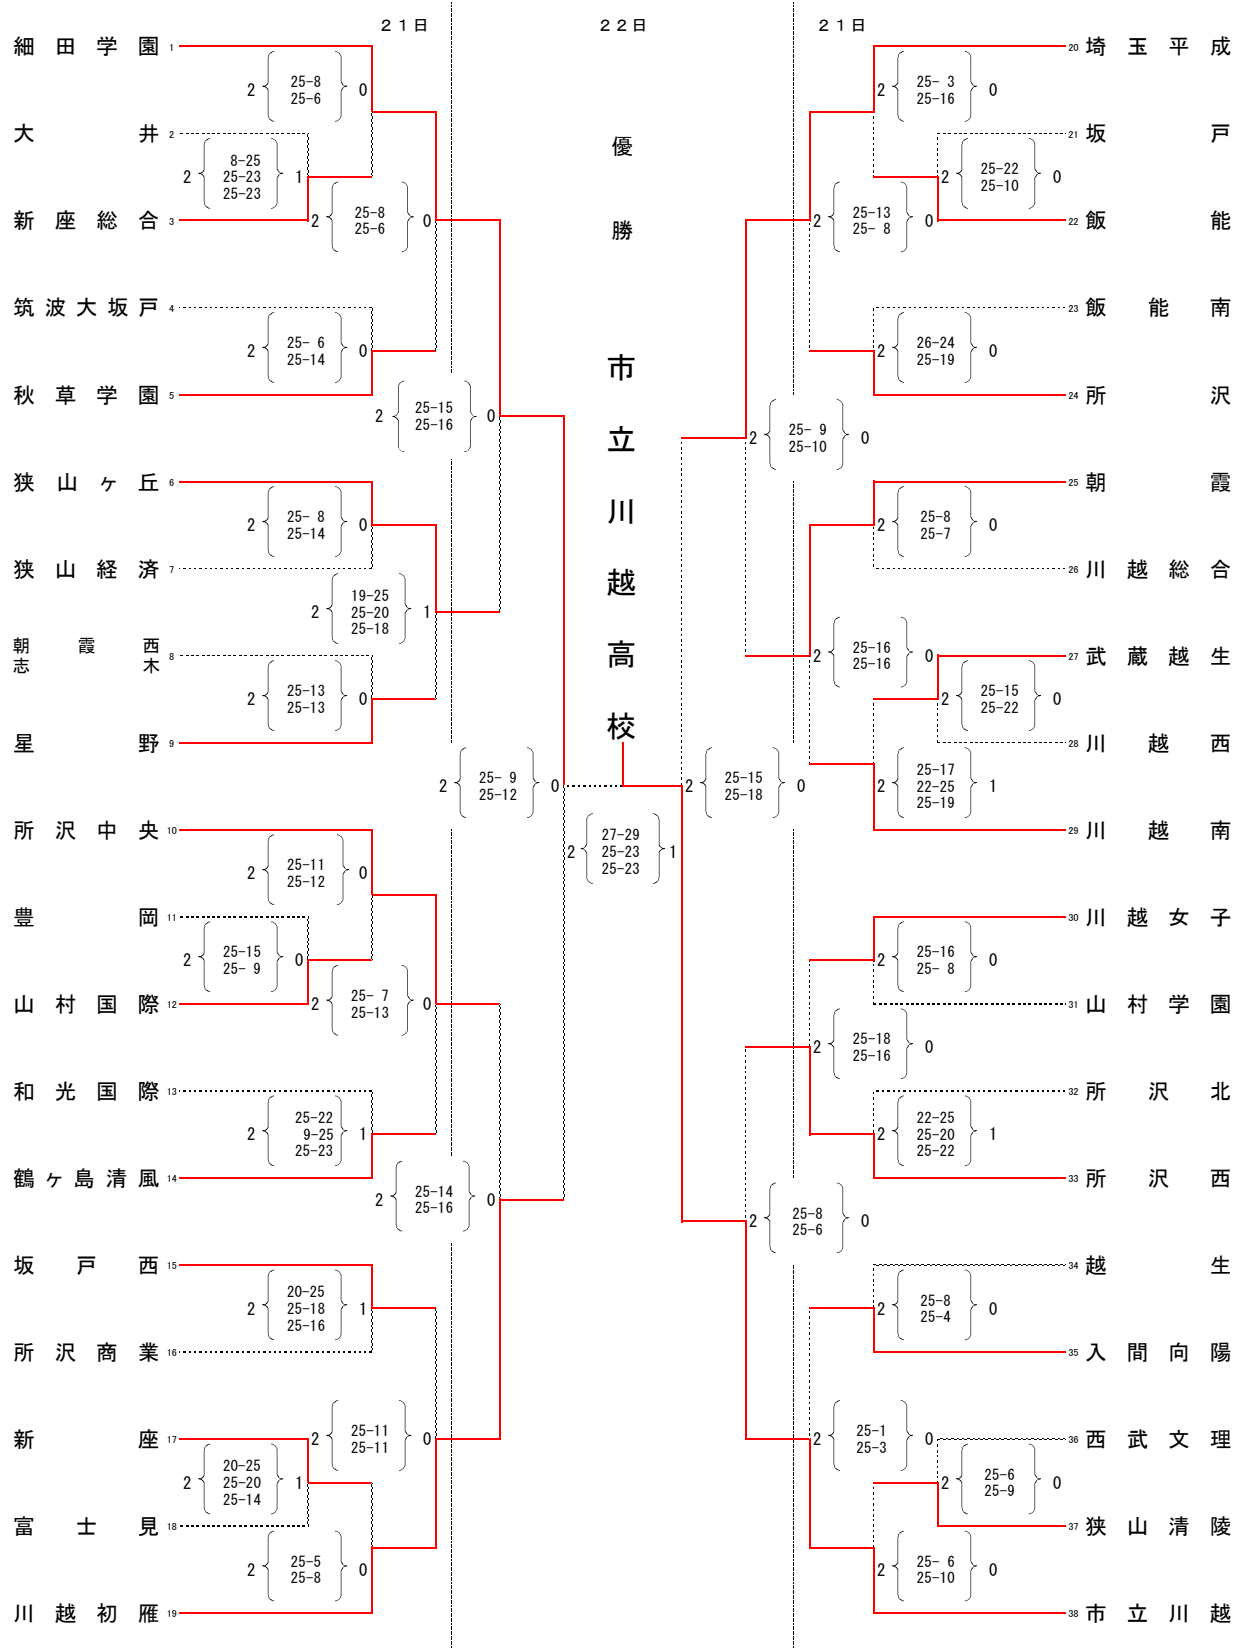 21日
22日
21日
優勝
市立川越高校
細田学園 1
2 25-8 0
25-6
大井 2
2 8-25 1
25-23
25-23
新座総合 3
2 25-8 0
25-6
筑波大坂戸 4
2 25- 6 0
25-14
秋草学園 5
2 25-15 0
25-16
狭山ヶ丘 6
2 25- 8 0
25-14
狭山経済 7
2 19-25 1
25-20
25-18
朝霞西 8
志木
2 25-13 0
25-13
星野 9
2 25- 9 0
25-12
所沢中央 10
2 25-11 0
25-12
豊岡 11
2 25-15 0
25- 9
山村国際 12
2 25- 7 0
25-13
和光国際 13
2 25-22 1
9-25
25-23
鶴ヶ島清風 14
2 25-14 0
25-16
坂戸西 15
2 20-25 1
25-18
25-16
所沢商業 16
新座 17
2 25-11 0
25-11
2 20-25 1
25-20
25-14
富士見 18
2 25-5 0
25-8
川越初雁 19
2 27-29 1
25-23
25-23
20 埼玉平成
2 25- 3 0
25-16
21 坂戸
2 25-22 0
25-10
22 飯能
2 25-13 0
25- 8
23 飯能南
2 26-24 0
25-19
24 所沢
2 25- 9 0
25-10
25 朝霞
2 25-8 0
25-7
26 川越総合
2 25-16 0
25-16
27 武蔵越生
2 25-15 0
25-22
28 川越西
2 25-17 1
22-25
25-19
2 25-15 0
25-18
29 川越南
30 川越女子
2 25-16 0
25- 8
31 山村学園
2 25-18 0
25-16
32 所沢北
2 22-25 1
25-20
25-22
33 所沢西
2 25-8 0
25-6
34 越生
2 25-8 0
25-4
35 入間向陽
2 25-1 0
25-3
36 西武文理
2 25-6 0
25-9
37 狭山清陵
2 25- 6 0
25-10
38 市立川越